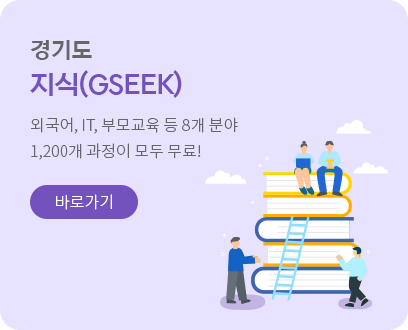 경기도
지식(GSEEK)
외국어, IT, 부모교육 등 8개 분야
1,200개 과정이 모두 무료!
바로가기